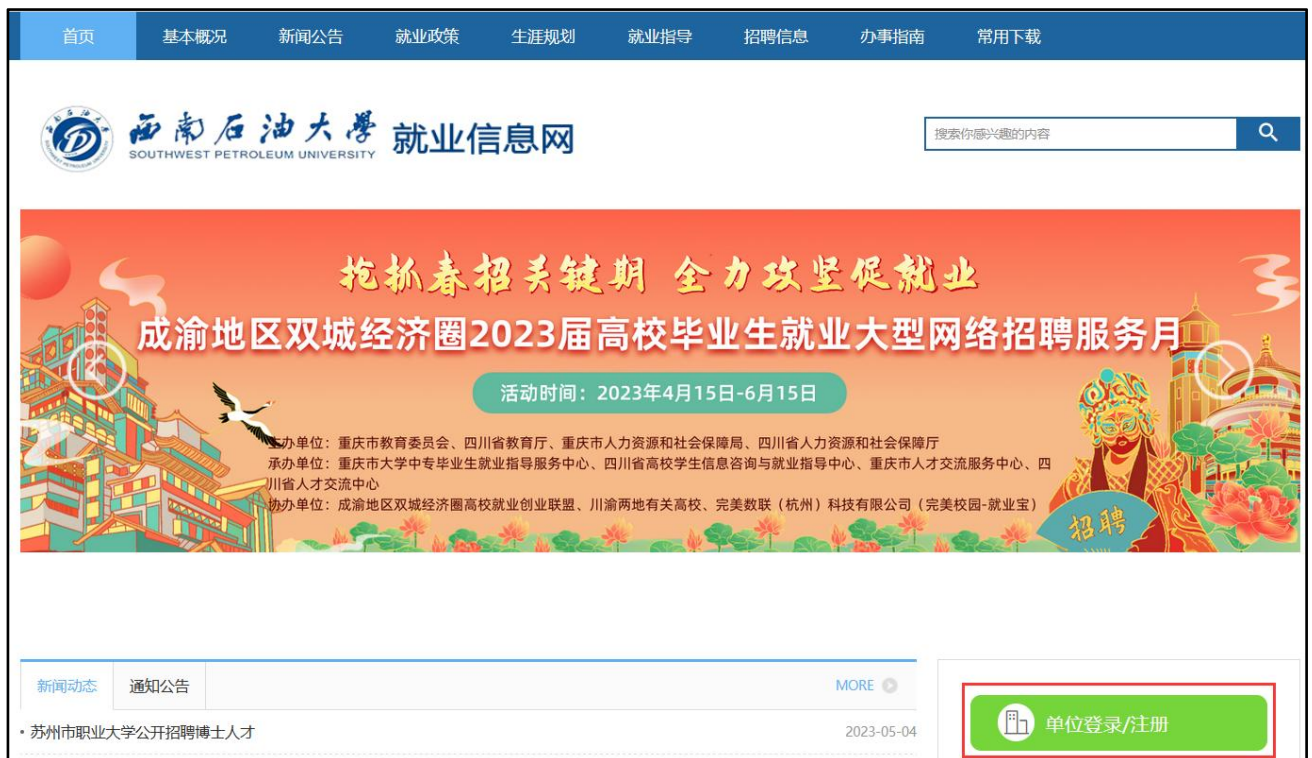 首页 基本概况 新闻公告 就业政策 生涯规划 就业指导 招聘信息 办事指南 常用下载
西南石油大學 就业信息网
SOUTHWEST PETROLEUM UNIVERSITY
搜索你感兴趣的内容
抢抓春招关键期 全力攻坚促就业
成渝地区双城经济圈2023届高校毕业生就业大型网络招聘服务月
活动时间：2023年4月15日-6月15日
主办单位：重庆市教育委员会、四川省教育厅、重庆市人力资源和社会保障局、四川省人力资源和社会保障厅
承办单位：重庆市大学中专毕业生就业指导服务中心、四川省高校学生信息咨询与就业指导中心、重庆市人才交流服务中心、四
川省人才交流中心
协办单位：成渝地区双城经济圈高校就业创业联盟、川渝两地有关高校、完美数联（杭州）科技有限公司（完美校园-就业宝）
招聘
新闻动态 通知公告 MORE
单位登录/注册
• 苏州市职业大学公开招聘博士人才 2023-05-04